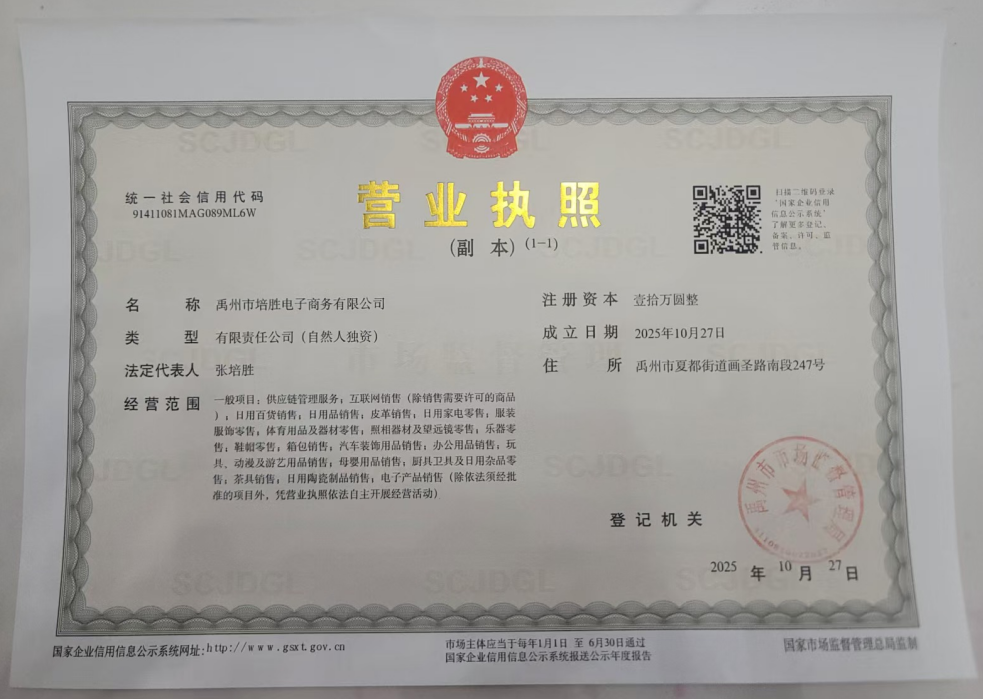 统一社会信用代码
91411081MAG089ML6W
营业执照
(副 本) (1-1)
扫描二维码登录
“国家企业信用
信息公示系统”
了解更多登记、
备案、许可、监
管信息。
名 称 禹州市培胜电子商务有限公司
类 型 有限责任公司（自然人独资）
法定代表人 张培胜
经营范围 一般项目：供应链管理服务；互联网销售（除销售需要许可的商品
）；日用百货销售；日用品销售；皮革销售；日用家电零售；服装
服饰零售；体育用品及器材零售；照相器材及望远镜零售；乐器零
售；鞋帽零售；箱包销售；汽车装饰用品销售；办公用品销售；玩
具、动漫及游艺用品销售；母婴用品销售；厨具卫具及日用杂品零
售；茶具销售；日用陶瓷制品销售；电子产品销售（除依法须经批
准的项目外，凭营业执照依法自主开展经营活动）
注册资本 壹拾万圆整
成立日期 2025年10月27日
住 所 禹州市夏都街道画圣路南段247号
登记机关
禹州市市场监督管理局
2025 年 10 月 27 日
国家企业信用信息公示系统网址:http://www.gsxt.gov.cn
市场主体应当于每年1月1日 至 6月30日通过
国家企业信用信息公示系统报送公示年度报告
国家市场监督管理总局监制
SCJDGL
市场监督管理